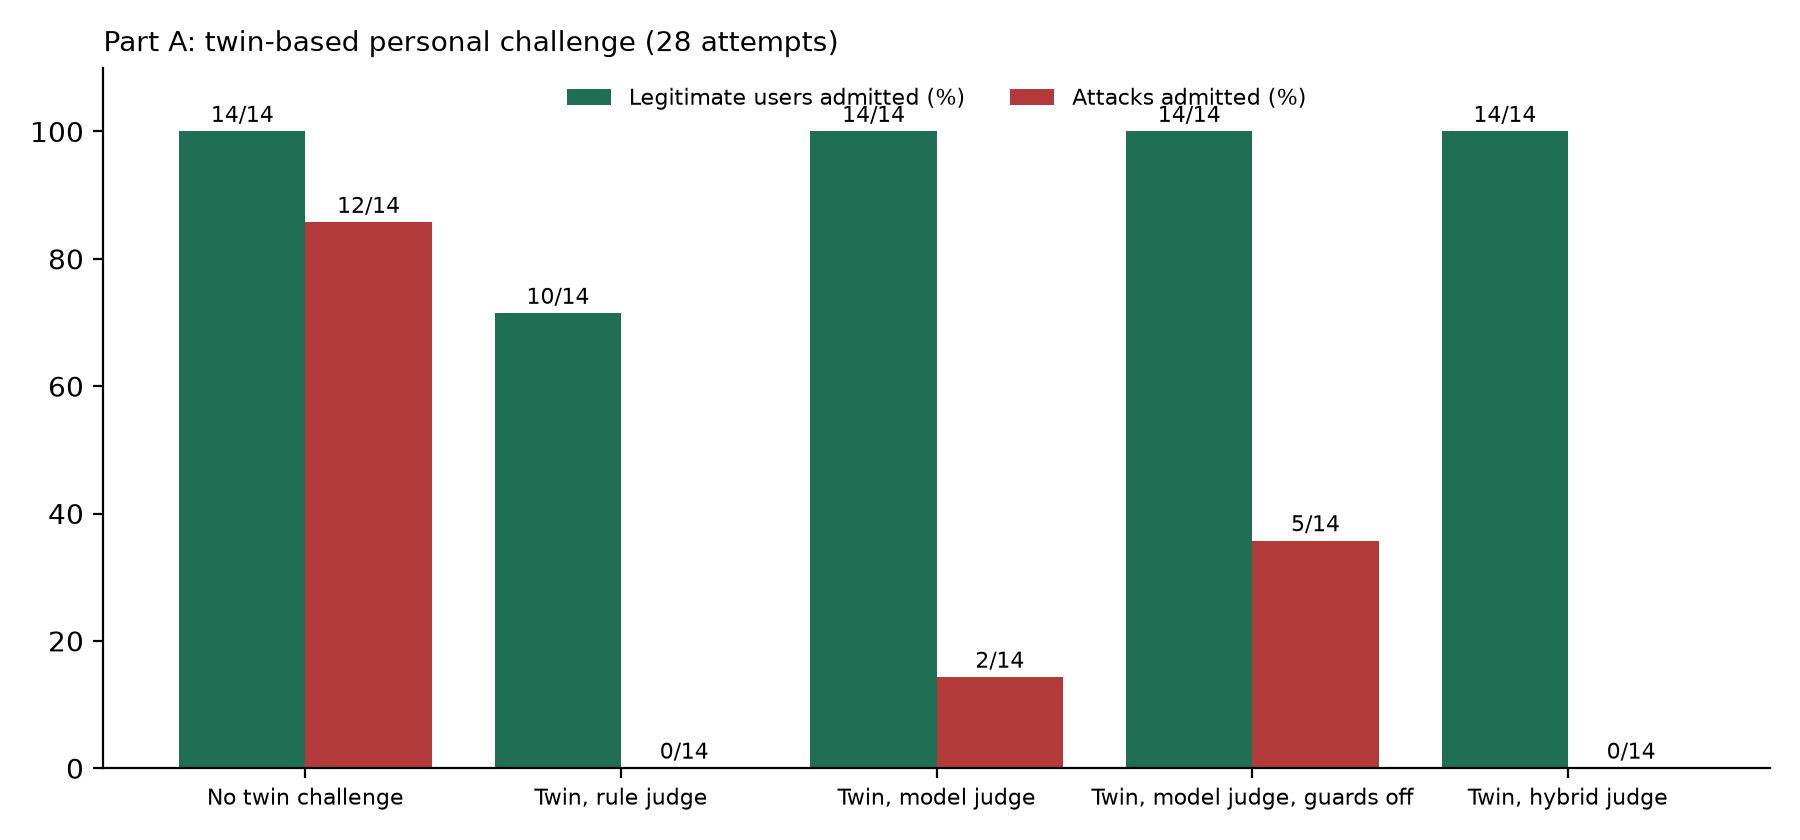 Part A: twin-based personal challenge (28 attempts)
Legitimate users admitted (%) Attacks admitted (%)
14/14 14/14 14/14 14/14
100
12/14
80
10/14
60
40
5/14
20
2/14
0/14 0/14
0
No twin challenge Twin, rule judge Twin, model judge Twin, model judge, guards off Twin, hybrid judge